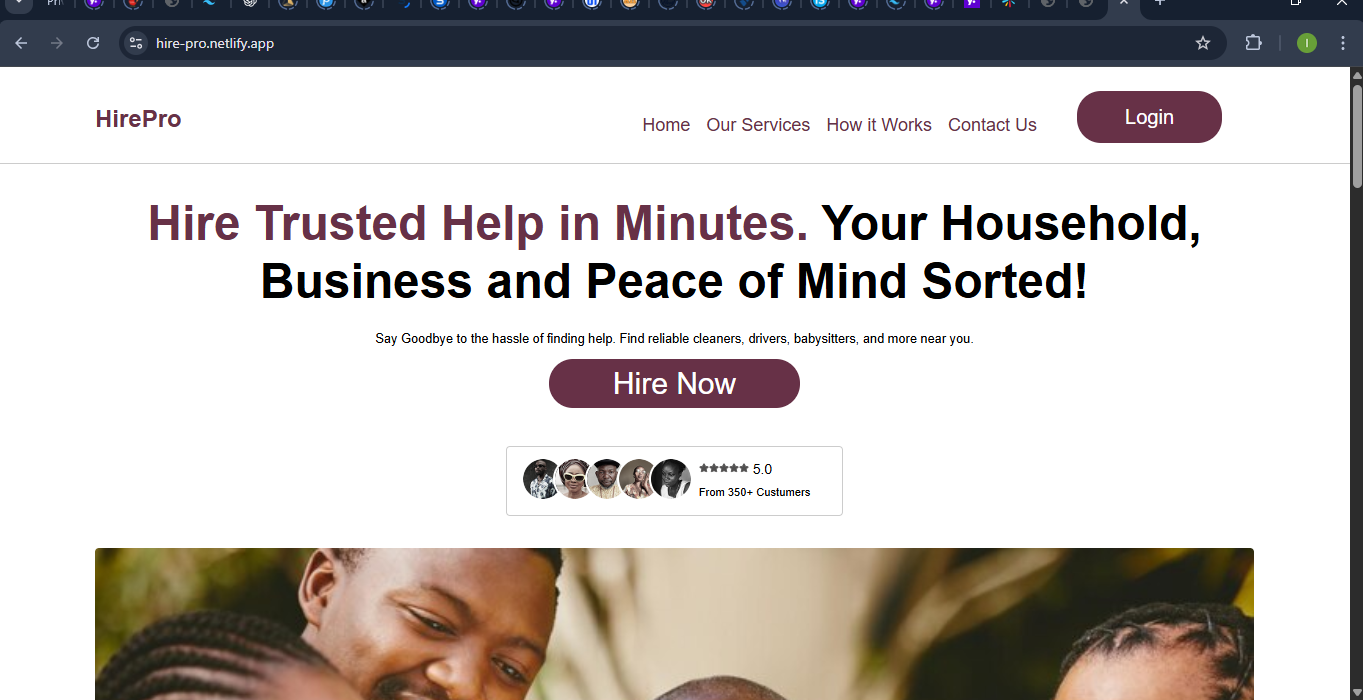 hire-pro.netlify.app
HirePro
Home Our Services How it Works Contact Us Login
Hire Trusted Help in Minutes. Your Household,
Business and Peace of Mind Sorted!
Say Goodbye to the hassle of finding help. Find reliable cleaners, drivers, babysitters, and more near you.
Hire Now
5.0
From 350+ Custumers